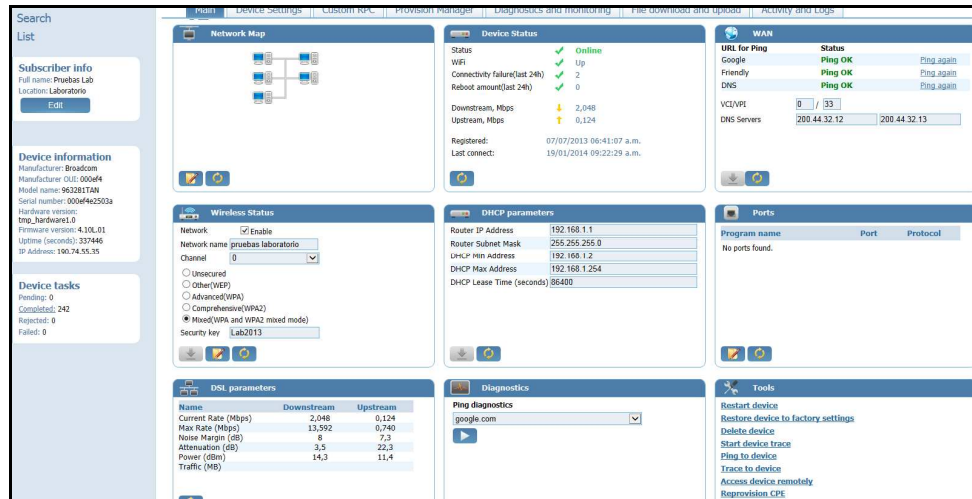 Main Device Settings Custom RPC Provision Manager Diagnostics and monitoring File download and upload Activity and Logs
Search
List
Subscriber info
Full name: Pruebas Lab
Location: Laboratorio
Edit
Device information
Manufacturer: Broadcom
Manufacturer OUI: 000ef4
Model name: 963281TAN
Serial number: 000ef4e2503a
Hardware version:
tmp_hardware1.0
Firmware version: 4.10L.01
Uptime (seconds): 337446
IP Address: 190.74.55.35
Device tasks
Pending: 0
Completed: 242
Rejected: 0
Failed: 0
Network Map
Device Status
Status Online
WiFi Up
Connectivity failure(last 24h) 2
Reboot amount(last 24h) 0
Downstream, Mbps 2,048
Upstream, Mbps 0,124
Registered: 07/07/2013 06:41:07 a.m.
Last connect: 19/01/2014 09:22:29 a.m.
WAN
URL for Ping Status
Google Ping OK Ping again
Friendly Ping OK Ping again
DNS Ping OK Ping again
VCI/VPI 0 / 33
DNS Servers 200.44.32.12 200.44.32.13
Wireless Status
Network Enable
Network name pruebas laboratorio
Channel 0
Unsecured
Other(WEP)
Advanced(WPA)
Comprehensive(WPA2)
Mixed(WPA and WPA2 mixed mode)
Security key Lab2013
DHCP parameters
Router IP Address 192.168.1.1
Router Subnet Mask 255.255.255.0
DHCP Min Address 192.168.1.2
DHCP Max Address 192.168.1.254
DHCP Lease Time (seconds) 86400
Ports
Program name Port Protocol
No ports found.
DSL parameters
Name Downstream Upstream
Current Rate (Mbps) 2,048 0,124
Max Rate (Mbps) 13,592 0,740
Noise Margin (dB) 8 7,3
Attenuation (dB) 3,5 22,3
Power (dBm) 14,3 11,4
Traffic (MB)
Diagnostics
Ping diagnostics
google.com
Tools
Restart device
Restore device to factory settings
Delete device
Start device trace
Ping to device
Trace to device
Access device remotely
Reprovision CPE